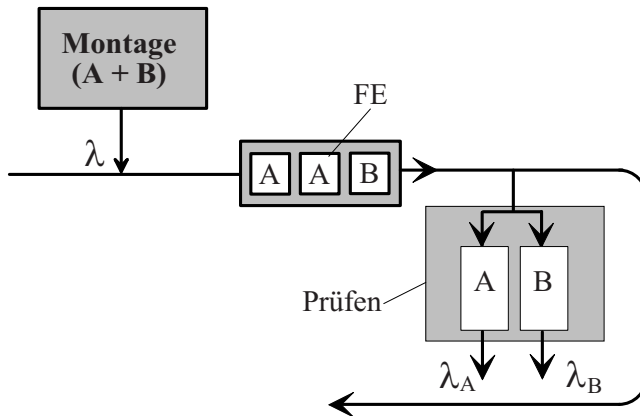 Montage
(A + B)
FE
λ
A A B
A B
Prüfen
λA λB